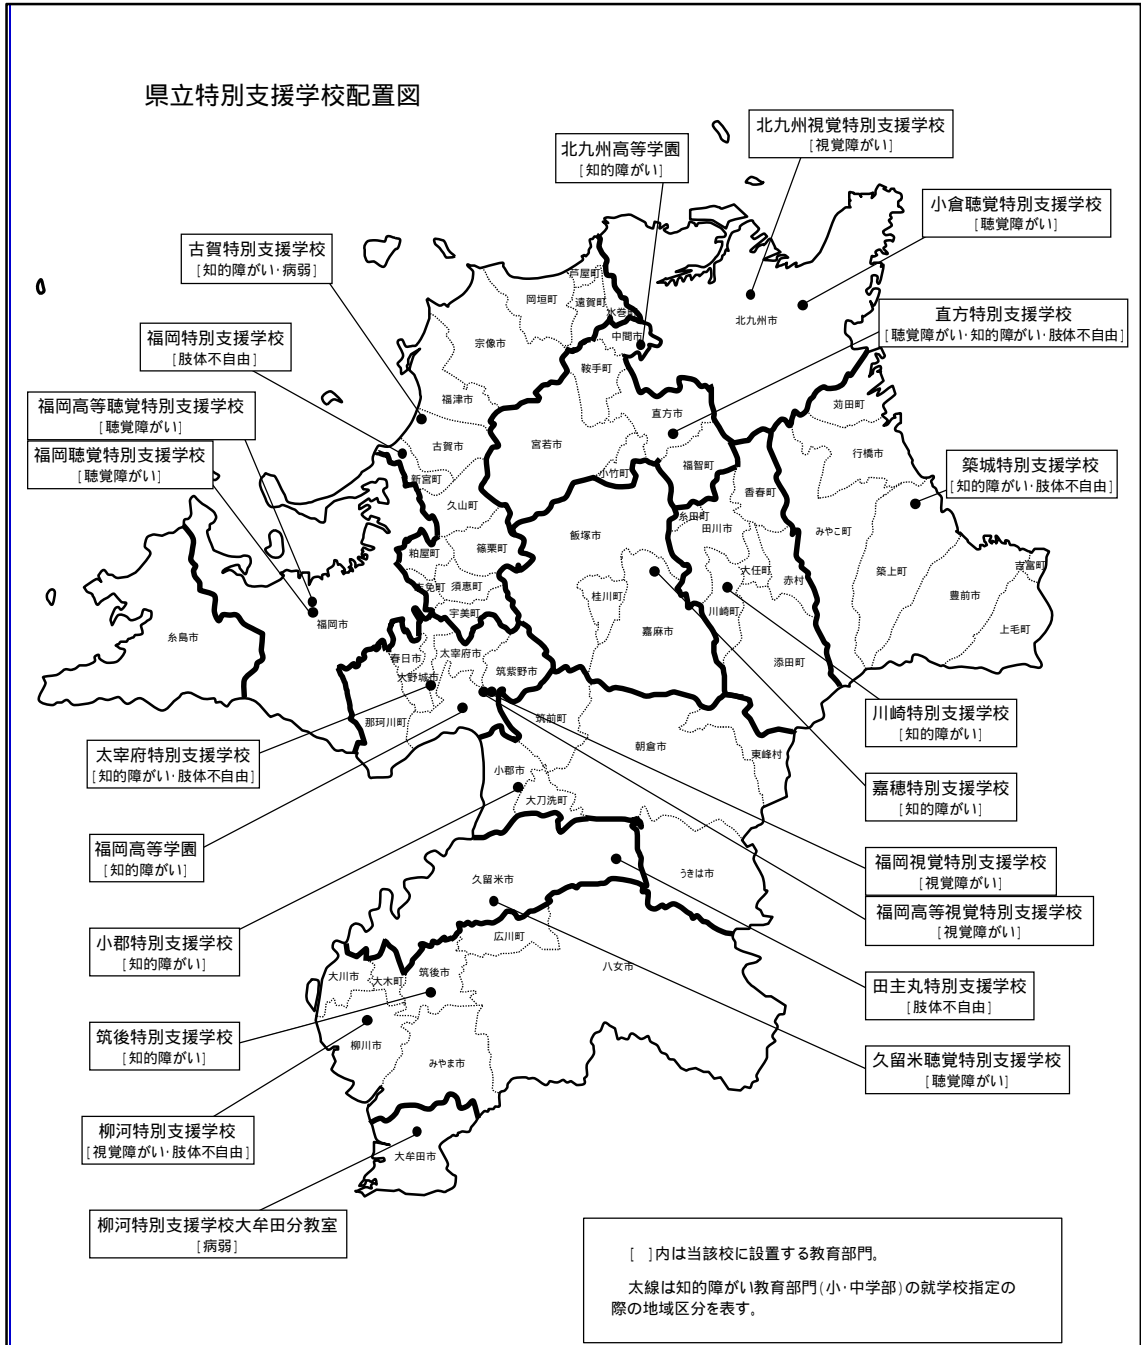 県立特別支援学校配置図
北九州視覚特別支援学校
[視覚障がい]
北九州高等学園
[知的障がい]
小倉聴覚特別支援学校
[聴覚障がい]
古賀特別支援学校
[知的障がい・病弱]
直方特別支援学校
[聴覚障がい・知的障がい・肢体不自由]
福岡特別支援学校
[肢体不自由]
福岡高等聴覚特別支援学校
[聴覚障がい]
福岡聴覚特別支援学校
[聴覚障がい]
築城特別支援学校
[知的障がい・肢体不自由]
芦屋町
岡垣町
遠賀町
水巻町
北九州市
中間市
宗像市
鞍手町
福津市
直方市
苅田町
古賀市
宮若市
行橋市
福智町
小竹町
新宮町
香春町
久山町
糸田町
田川市
みやこ町
飯塚市
粕屋町
篠栗町
大任町
赤村
築上町
吉富町
志免町
須恵町
桂川町
豊前市
宇美町
川崎町
福岡市
嘉麻市
上毛町
糸島市
春日市
太宰府市
添田町
大野城市
筑紫野市
那珂川町
筑前町
朝倉市
東峰村
小郡市
大刀洗町
久留米市
うきは市
広川町
八女市
大川市
大木町
筑後市
柳川市
みやま市
大牟田市
川崎特別支援学校
[知的障がい]
太宰府特別支援学校
[知的障がい・肢体不自由]
嘉穂特別支援学校
[知的障がい]
福岡高等学園
[知的障がい]
福岡視覚特別支援学校
[視覚障がい]
福岡高等視覚特別支援学校
[視覚障がい]
小郡特別支援学校
[知的障がい]
田主丸特別支援学校
[肢体不自由]
筑後特別支援学校
[知的障がい]
久留米聴覚特別支援学校
[聴覚障がい]
柳河特別支援学校
[視覚障がい・肢体不自由]
柳河特別支援学校大牟田分教室
[病弱]
[ ]内は当該校に設置する教育部門。
太線は知的障がい教育部門(小・中学部)の就学校指定の
際の地域区分を表す。